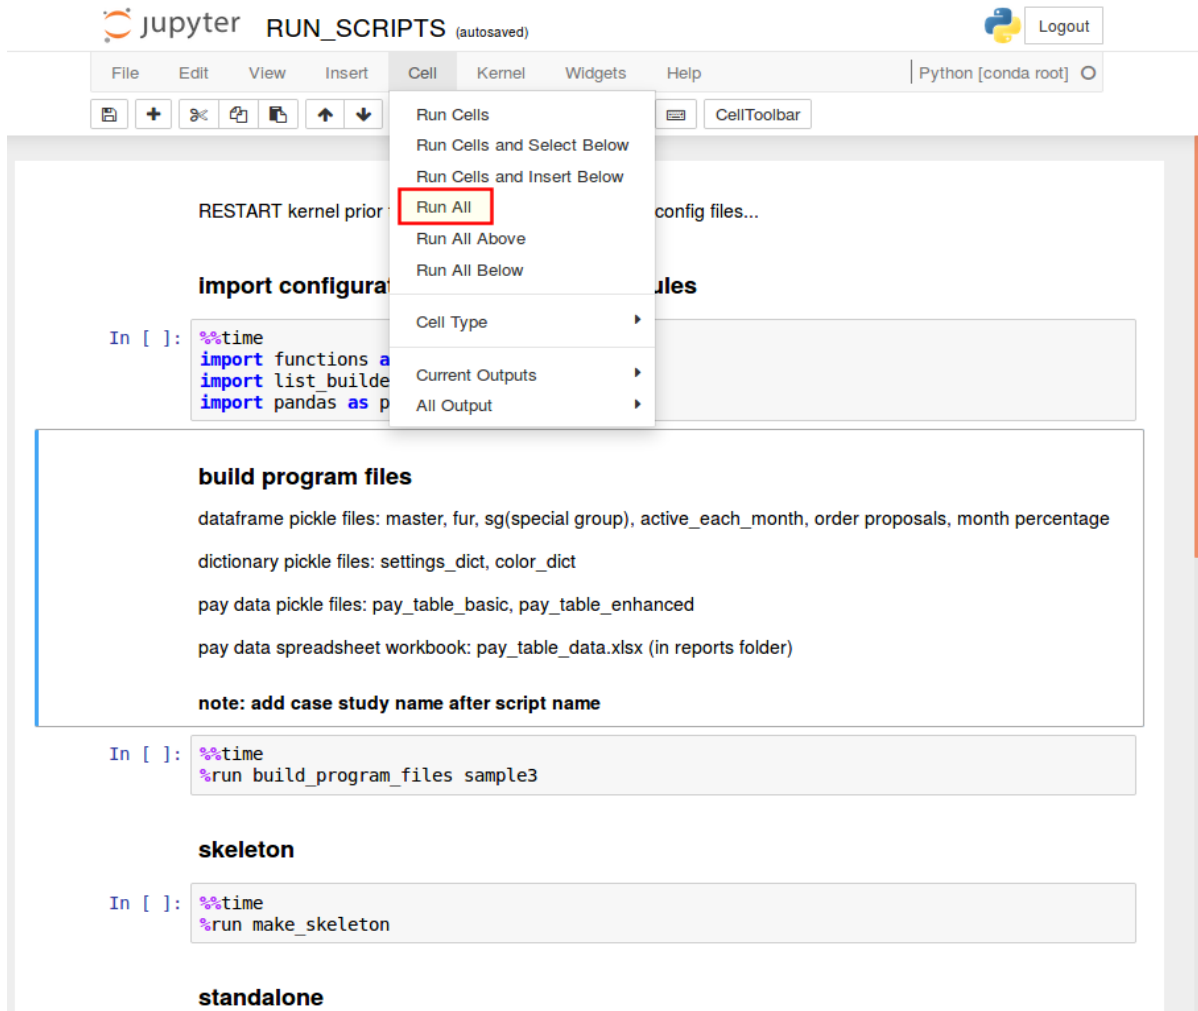 jupyter RUN_SCRIPTS (autosaved) Logout
File Edit View Insert Cell Kernel Widgets Help Python [conda root]
CellToolbar
Run Cells
Run Cells and Select Below
Run Cells and Insert Below
Run All
Run All Above
Run All Below
Cell Type
Current Outputs
All Output
RESTART kernel prior config files...
import configura ules
In [ ]: %%time
import functions a
import list_builde
import pandas as p
build program files
dataframe pickle files: master, fur, sg(special group), active_each_month, order proposals, month percentage
dictionary pickle files: settings_dict, color_dict
pay data pickle files: pay_table_basic, pay_table_enhanced
pay data spreadsheet workbook: pay_table_data.xlsx (in reports folder)
note: add case study name after script name
In [ ]: %%time
%run build_program_files sample3
skeleton
In [ ]: %%time
%run make_skeleton
standalone